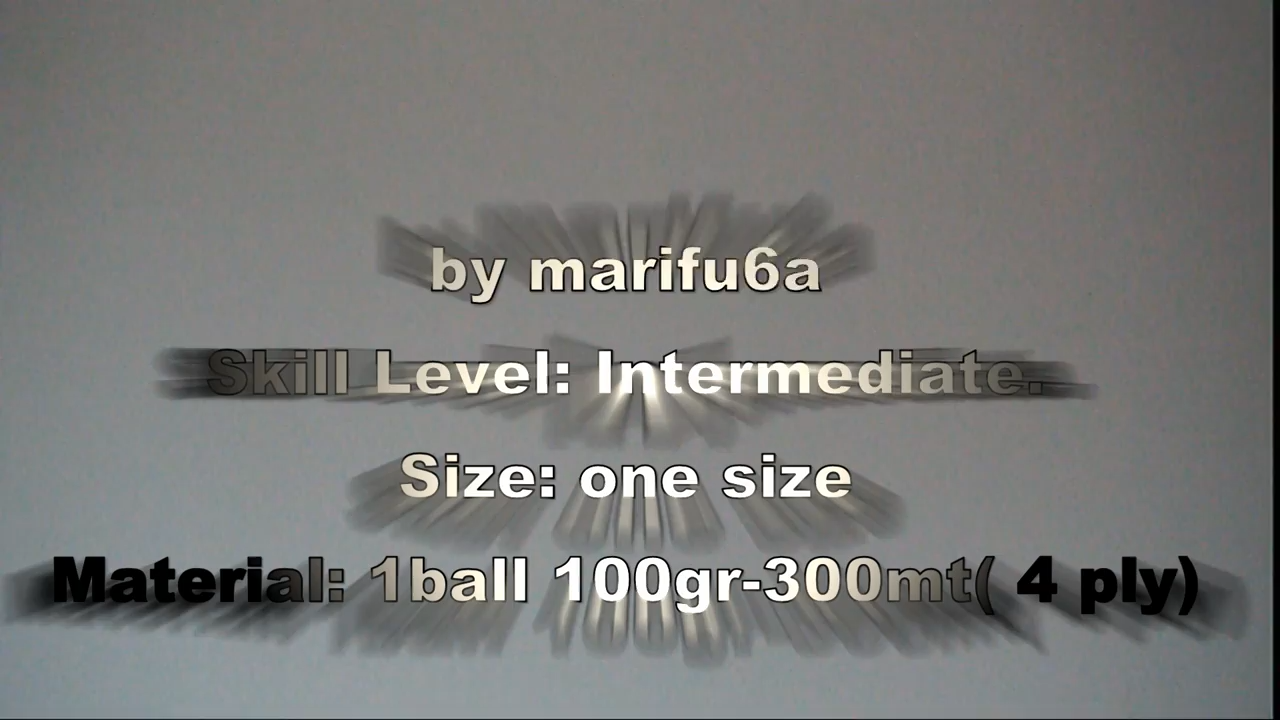 by marifu6a
Skill Level: Intermediate.
Size: one size
Material: 1ball 100gr-300mt( 4 ply)